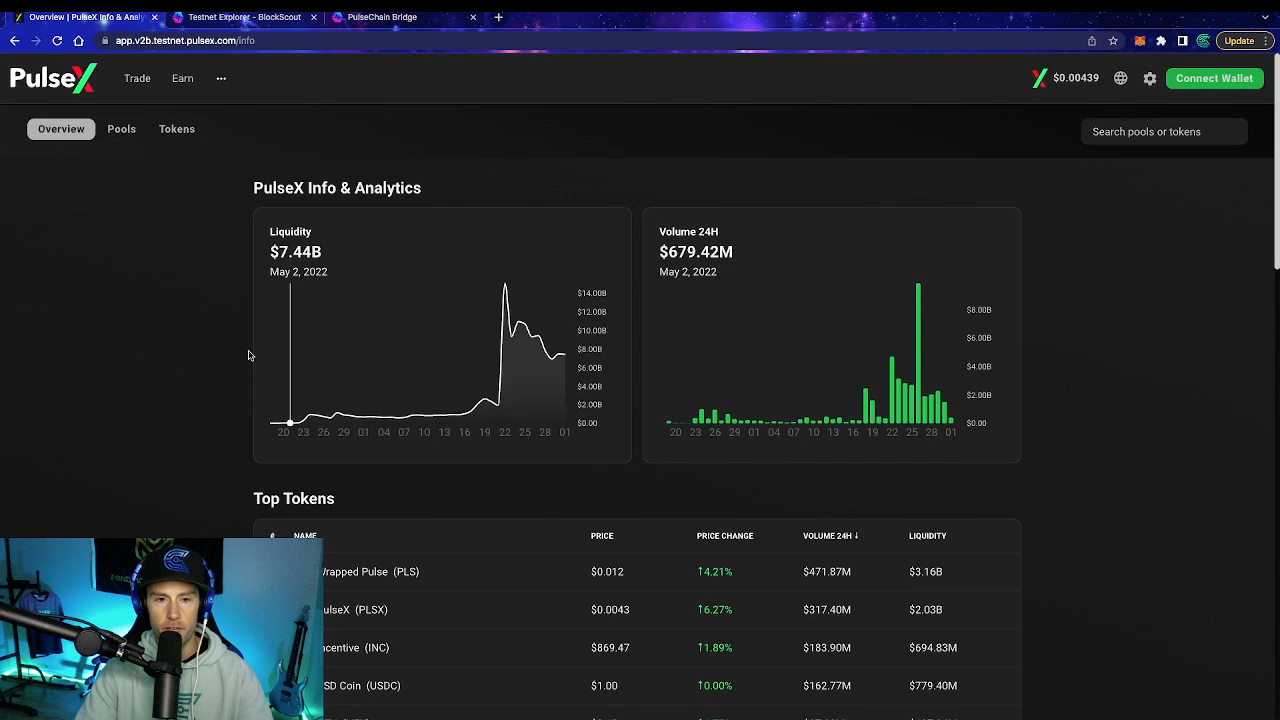 Overview | PulseX Info & Analy
Testnet Explorer - BlockScout
PulseChain Bridge
app.v2b.testnet.pulsex.com/info
Update
PulseX
Trade
Earn
$0.00439
Connect Wallet
Overview
Pools
Tokens
Search pools or tokens
PulseX Info & Analytics
Liquidity
$7.44B
May 2, 2022
$14.00B
$12.00B
$10.00B
$8.00B
$6.00B
$4.00B
$2.00B
$0.00
20 23 26 29 01 04 07 10 13 16 19 22 25 28 01
Volume 24H
$679.42M
May 2, 2022
$8.00B
$6.00B
$4.00B
$2.00B
$0.00
20 23 26 29 01 04 07 10 13 16 19 22 25 28 01
Top Tokens
# NAME PRICE PRICE CHANGE VOLUME 24H ↓ LIQUIDITY
rapped Pulse (PLS) $0.012 ↑4.21% $471.87M $3.16B
ulseX (PLSX) $0.0043 ↑6.27% $317.40M $2.03B
ncentive (INC) $869.47 ↑1.89% $183.90M $694.83M
SD Coin (USDC) $1.00 ↑0.00% $162.77M $779.40M
MIND